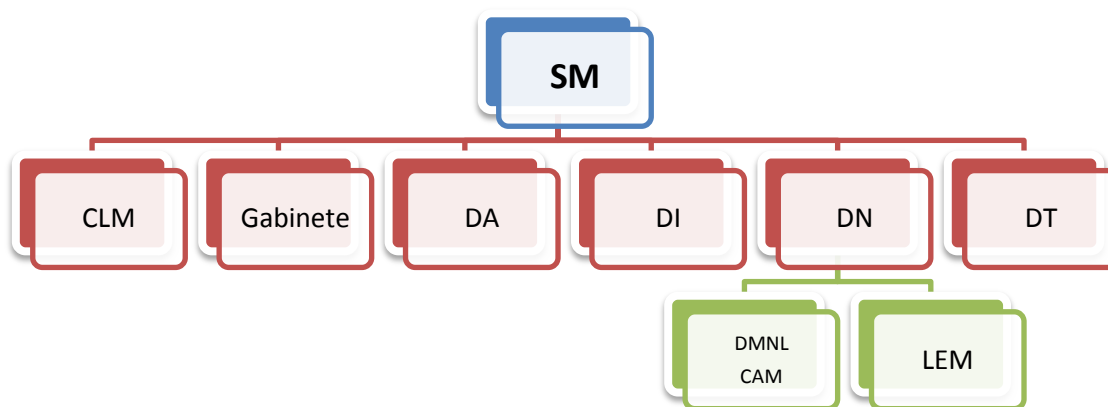 SM
CLM
Gabinete
DA
DI
DN
DT
DMNL
CAM
LEM